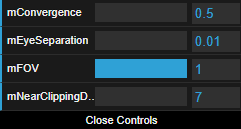 mConvergence 0.5
mEyeSeparation 0.01
mFOV 1
mNearClippingD.. 7
Close Controls